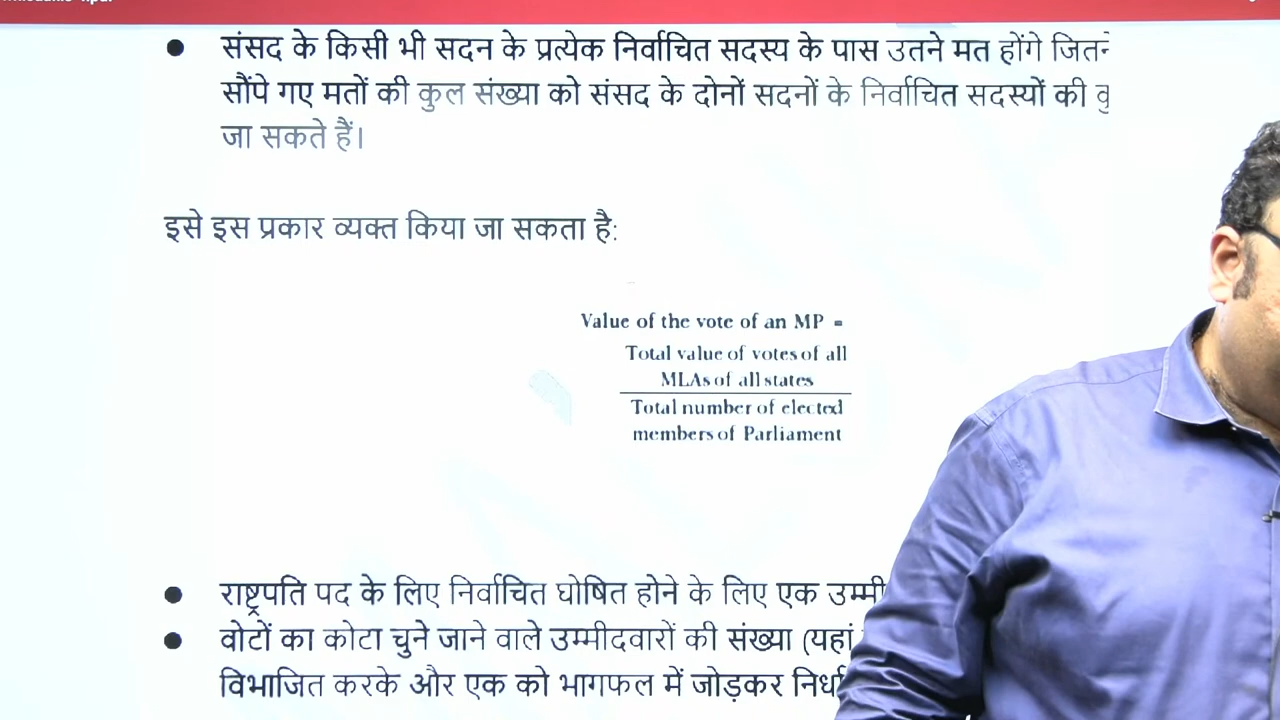 संसद के किसी भी सदन के प्रत्येक निर्वाचित सदस्य के पास उतने मत होंगे
सौंपे गए मतों की कुल संख्या को संसद के दोनों सदनों के निर्वाचित सदस्यों की
जा सकते हैं।
इसे इस प्रकार व्यक्त किया जा सकता है:
Value of the vote of an MP =
Total value of votes of all
MLAs of all states
Total number of elected
members of Parliament
राष्ट्रपति पद के लिए निर्वाचित घोषित होने के लिए एक
वोटों का कोटा चुने जाने वाले उम्मीदवारों की संख्या (यहां
विभाजित करके और एक को भागफल में जोड़कर